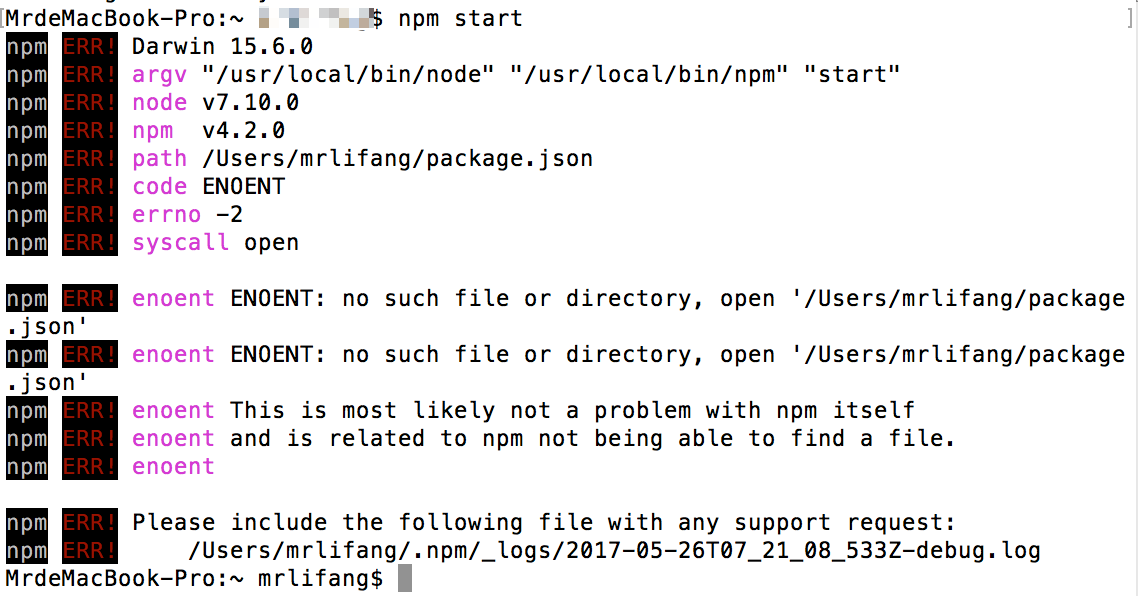 MrdeMacBook-Pro:~ $ npm start
npm ERR! Darwin 15.6.0
npm ERR! argv "/usr/local/bin/node" "/usr/local/bin/npm" "start"
npm ERR! node v7.10.0
npm ERR! npm  v4.2.0
npm ERR! path /Users/mrlifang/package.json
npm ERR! code ENOENT
npm ERR! errno -2
npm ERR! syscall open
npm ERR! enoent ENOENT: no such file or directory, open '/Users/mrlifang/package
.json'
npm ERR! enoent ENOENT: no such file or directory, open '/Users/mrlifang/package
.json'
npm ERR! enoent This is most likely not a problem with npm itself
npm ERR! enoent and is related to npm not being able to find a file.
npm ERR! enoent
npm ERR! Please include the following file with any support request:
npm ERR!     /Users/mrlifang/.npm/_logs/2017-05-26T07_21_08_533Z-debug.log
MrdeMacBook-Pro:~ mrlifang$